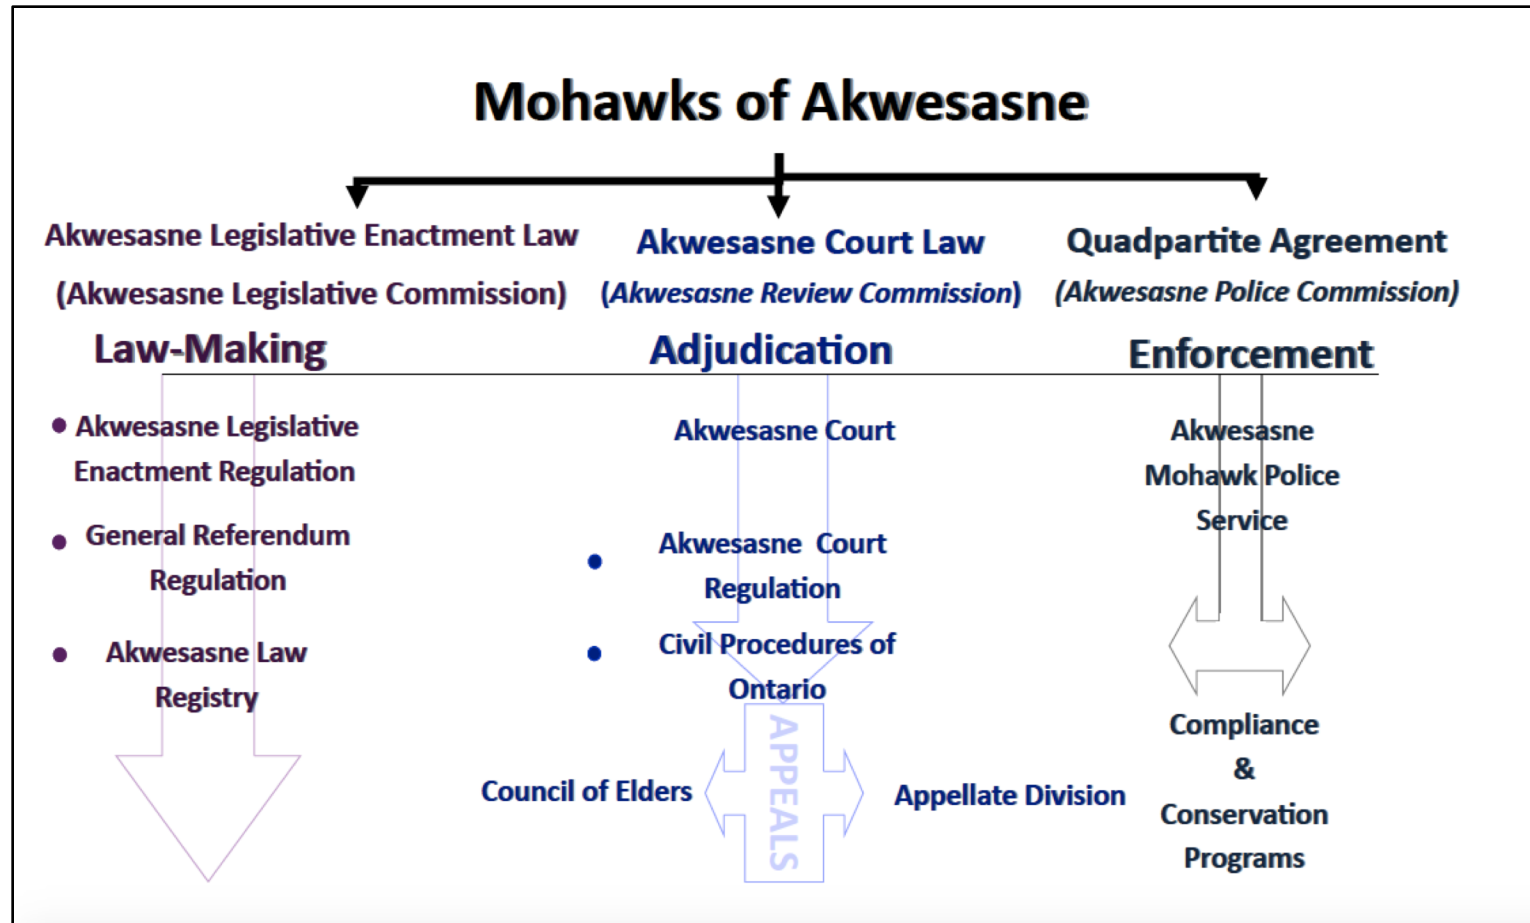 Mohawks of Akwesasne
Akwesasne Legislative Enactment Law
(Akwesasne Legislative Commission)
Law-Making
Akwesasne Legislative
Enactment Regulation
General Referendum
Regulation
Akwesasne Law
Registry
Akwesasne Court Law
(Akwesasne Review Commission)
Adjudication
Akwesasne Court
Akwesasne Court
Regulation
Civil Procedures of
Ontario
APPEALS
Council of Elders
Appellate Division
Quadpartite Agreement
(Akwesasne Police Commission)
Enforcement
Akwesasne
Mohawk Police
Service
Compliance
&
Conservation
Programs